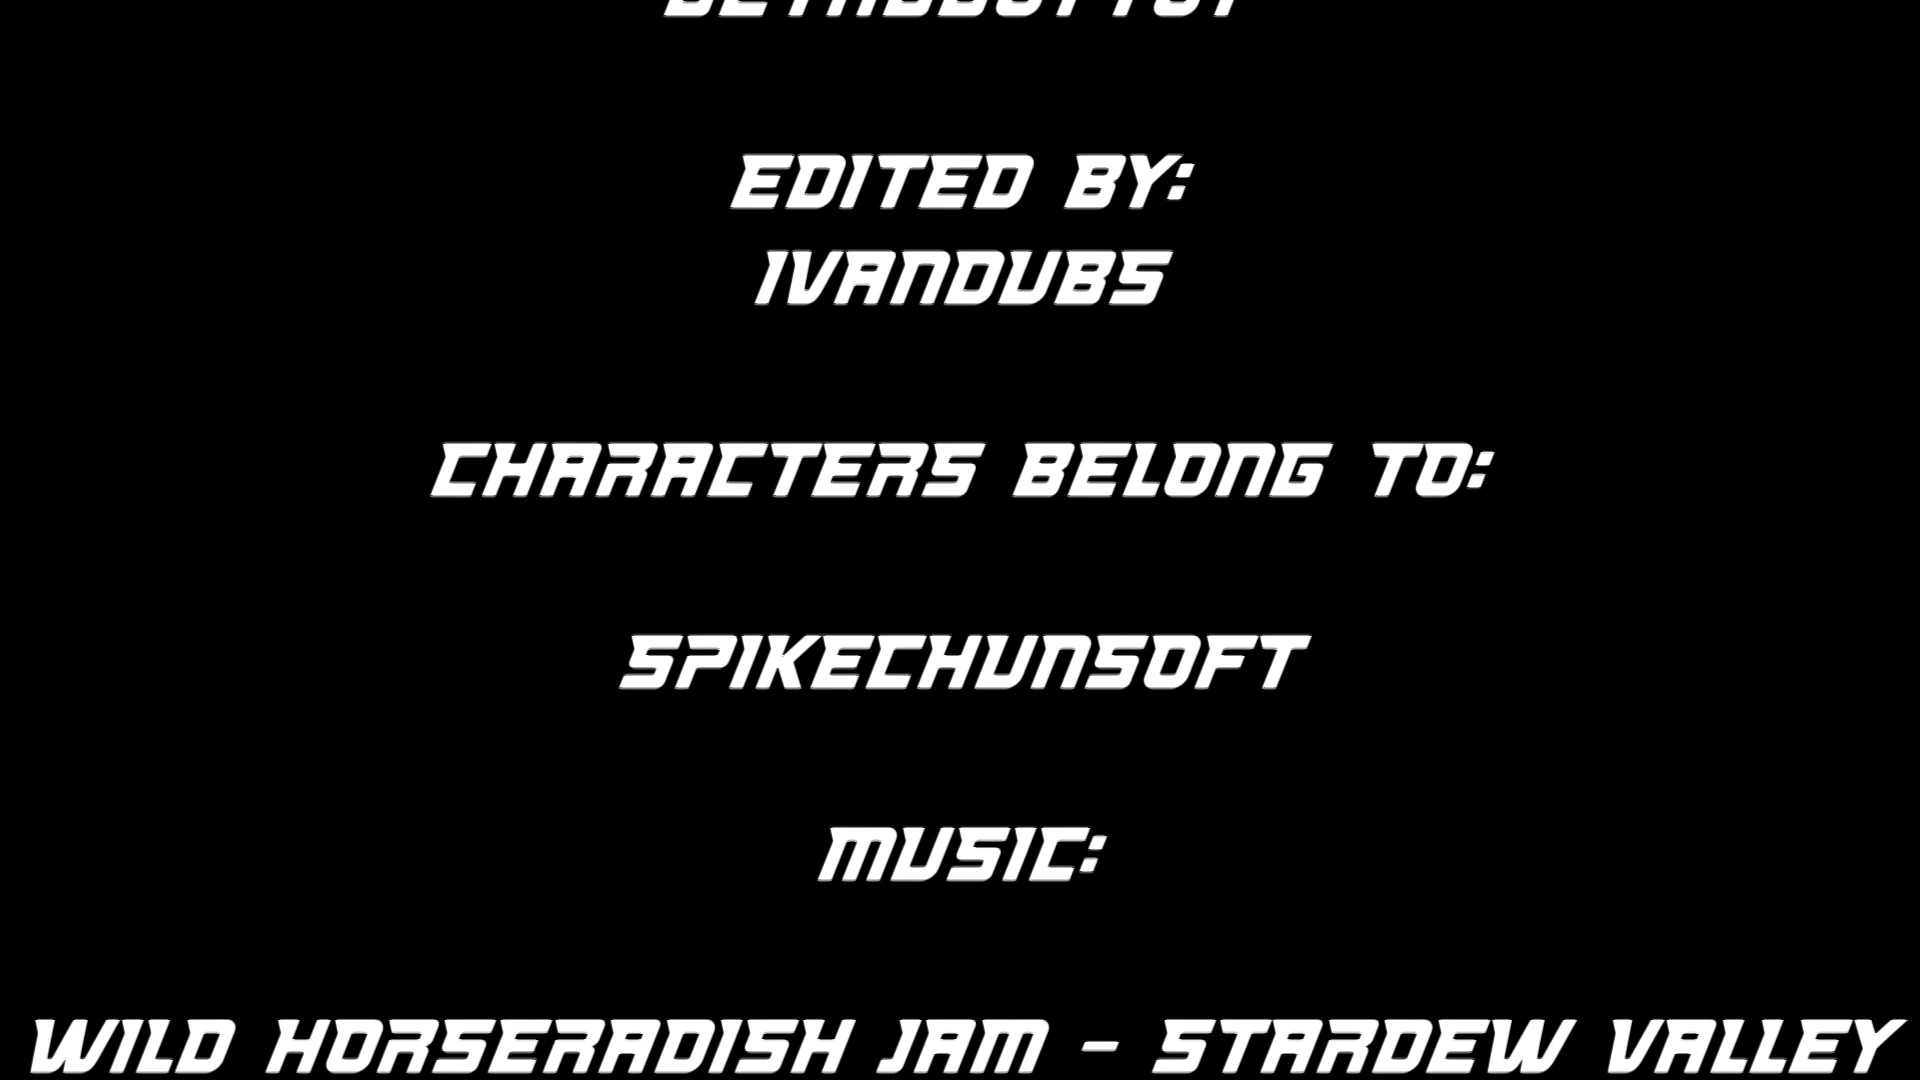 EDITED BY:
IVANDUBS
CHARACTERS BELONG TO:
SPIKECHUNSOFT
MUSIC:
WILD HORSERADISH JAM - STARDEW VALLEY